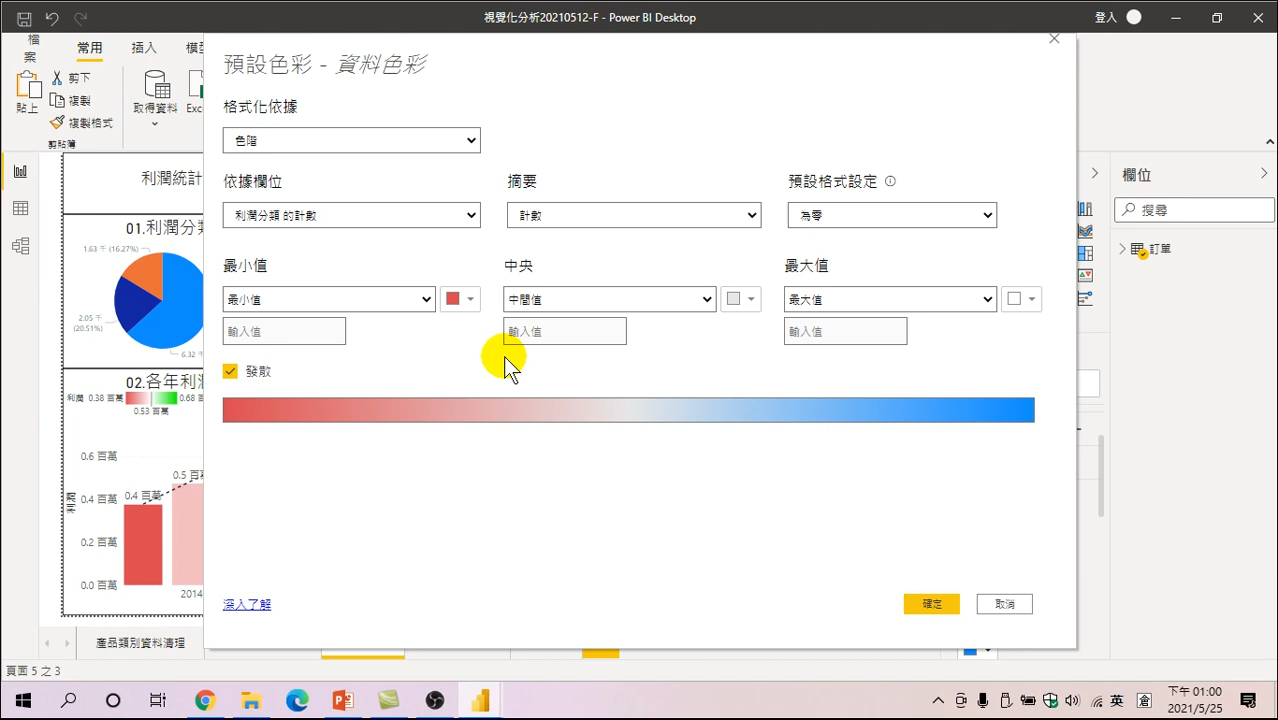 視覺化分析20210512-F - Power BI Desktop
登入
檔案
常用
插入
貼上
剪下
複製
複製格式
剪貼簿
取得資料
預設色彩 - 資料色彩
格式化依據
色階
依據欄位
摘要
預設格式設定
利潤分類 的計數
計數
為零
最小值
中央
最大值
最小值
中間值
最大值
輸入值
輸入值
輸入值
發散
深入了解
確定
取消
欄位
搜尋
訂單
利潤統計
01.利潤分
1.63 千 (16.27%)
2.05 千
(20.51%)
6.32
02.各年利
利潤 0.38 百萬
0.68
0.53 百萬
0.6 百萬
0.5 百
0.4 百萬
0.4 百萬
利潤
0.2 百萬
0.0 百萬
2014
產品類別資料清理
頁面 5 之 3
英
倉
下午 01:00
2021/5/25